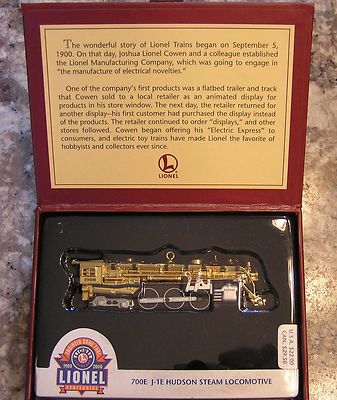 The wonderful story of Lionel Trains began on September 5,
1900. On that day, Joshua Lionel Cowen and a colleague established
the Lionel Manufacturing Company, which was going to engage in
"the manufacture of electrical novelties."
One of the company's first products was a flatbed trailer and track
that Cowen sold to a local retailer as an animated display for
products in his store window. The next day, the retailer returned for
another display--his first customer had purchased the display instead
of the products. The retailer continued to order "displays," and other
stores followed. Cowen began offering his "Electric Express" to
consumers, and electric toy trains have made Lionel the favorite of
hobbyists and collectors ever since.
L
LIONEL
1900 2000
LIONEL
CENTENNIAL
700E J-1E HUDSON STEAM LOCOMOTIVE
U.S.A. $22.00
CAN. $29.50